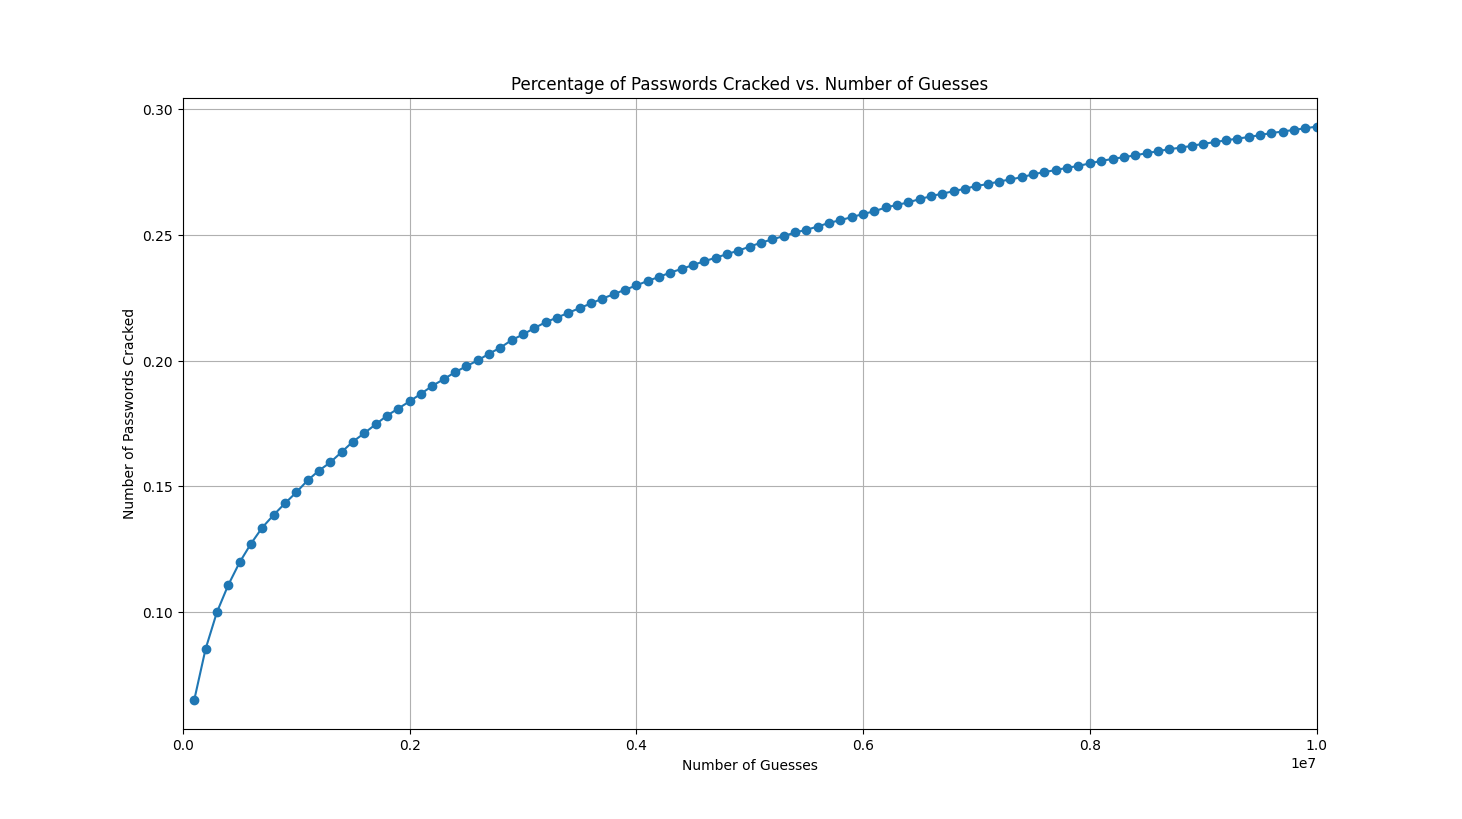 Percentage of Passwords Cracked vs. Number of Guesses
0.30
0.25
0.20
0.15
0.10
Number of Passwords Cracked
0.0 0.2 0.4 0.6 0.8 1.0
1e7
Number of Guesses